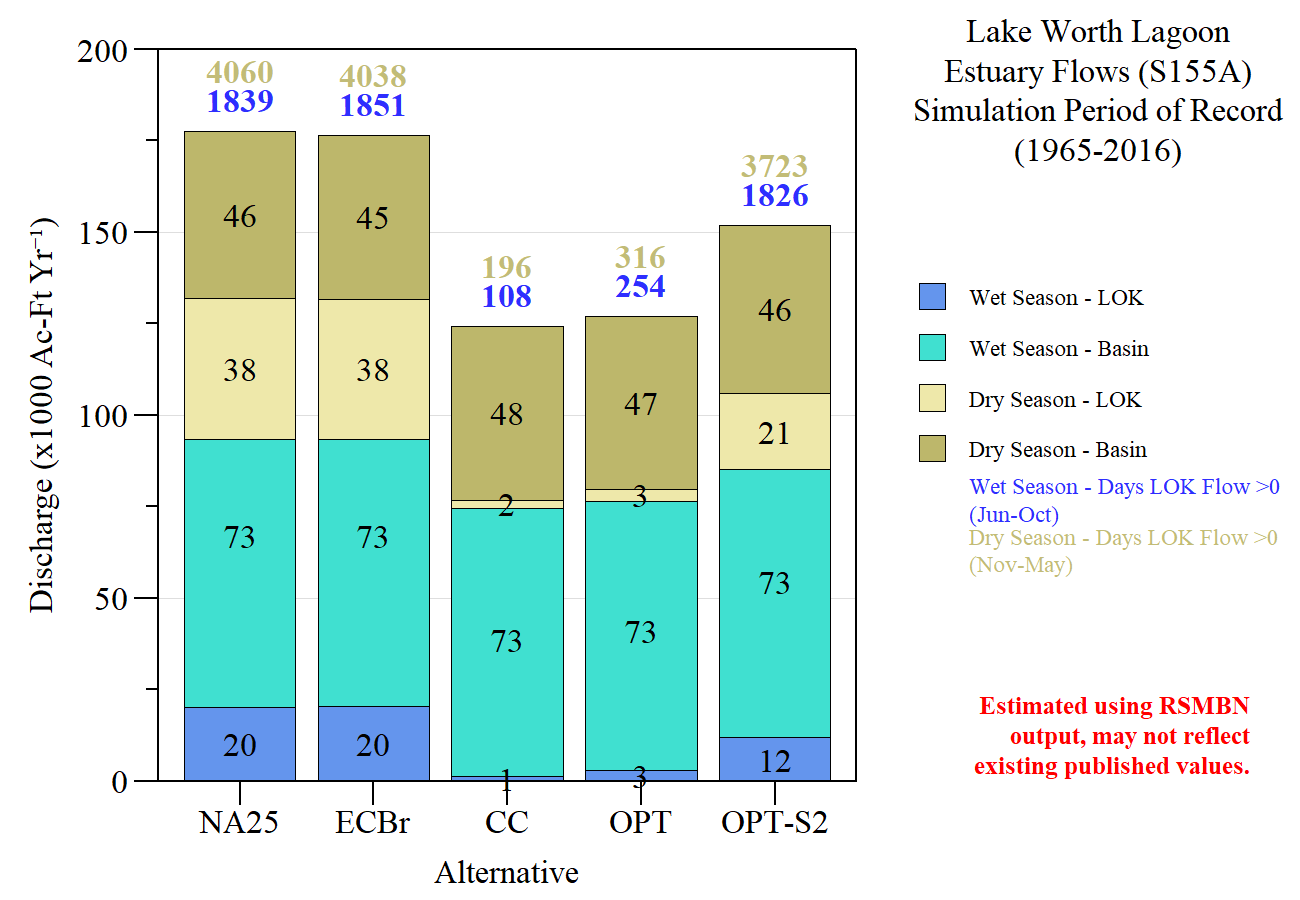 Lake Worth Lagoon
Estuary Flows (S155A)
Simulation Period of Record
(1965-2016)
Discharge (x1000 Ac-Ft Yr⁻¹)
200
150
100
50
0
4060
1839
46
38
73
20
4038
1851
45
38
73
20
196
108
48
2
73
1
316
254
47
3
73
3
3723
1826
46
21
73
12
NA25 ECBr CC OPT OPT-S2
Alternative
Wet Season - LOK
Wet Season - Basin
Dry Season - LOK
Dry Season - Basin
Wet Season - Days LOK Flow >0
(Jun-Oct)
Dry Season - Days LOK Flow >0
(Nov-May)
Estimated using RSMBN
output, may not reflect
existing published values.